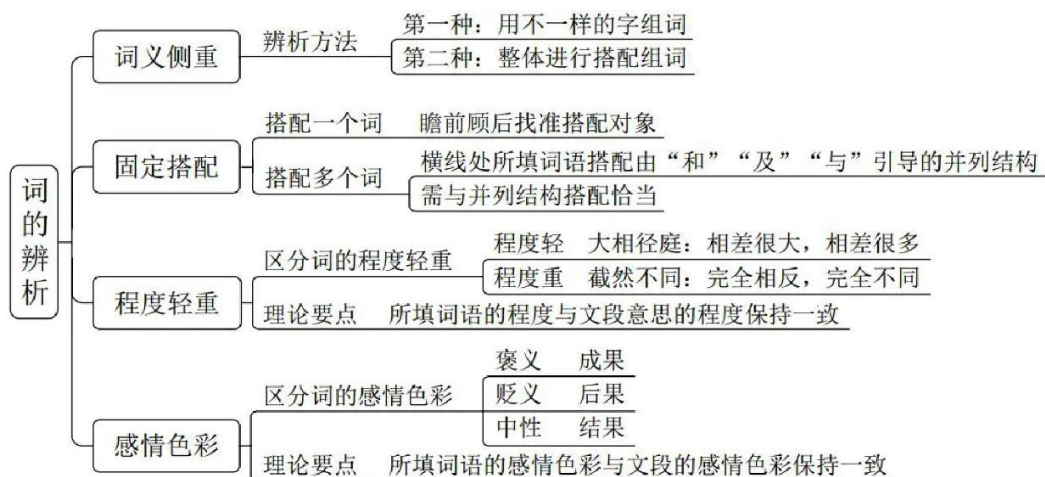 词的辨析
词义侧重
辨析方法
第一种：用不一样的字组词
第二种：整体进行搭配组词
固定搭配
搭配一个词 瞻前顾后找准搭配对象
搭配多个词
横线处所填词语搭配由“和”“及”“与”引导的并列结构
需与并列结构搭配恰当
程度轻重
区分词的程度轻重
程度轻 大相径庭：相差很大，相差很多
程度重 截然不同：完全相反，完全不同
理论要点 所填词语的程度与文段意思的程度保持一致
感情色彩
区分词的感情色彩
褒义 成果
贬义 后果
中性 结果
理论要点 所填词语的感情色彩与文段的感情色彩保持一致